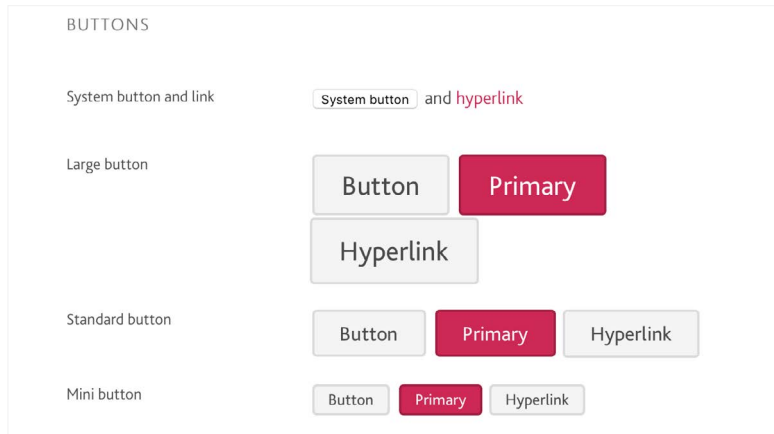 BUTTONS
System button and link System button and hyperlink
Large button Button Primary
Hyperlink
Standard button Button Primary Hyperlink
Mini button Button Primary Hyperlink